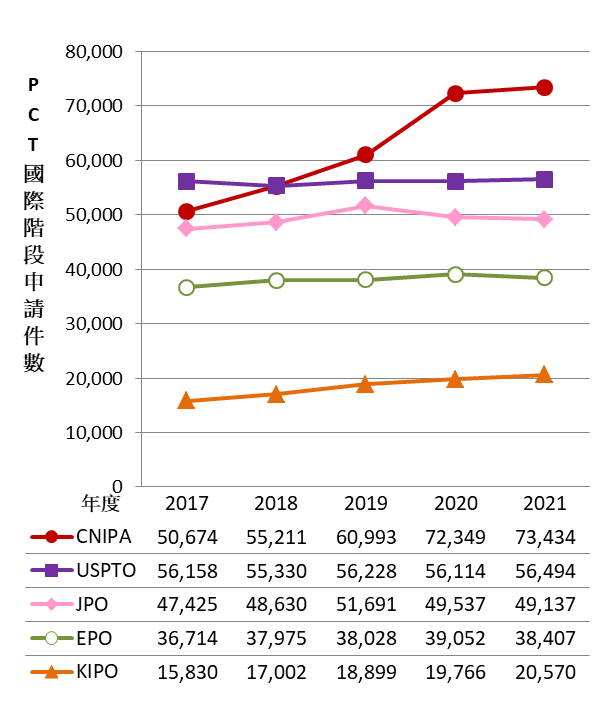 PCT國際階段申請件數
80,000
70,000
60,000
50,000
40,000
30,000
20,000
10,000
0
年度 2017 2018 2019 2020 2021
CNIPA 50,674 55,211 60,993 72,349 73,434
USPTO 56,158 55,330 56,228 56,114 56,494
JPO 47,425 48,630 51,691 49,537 49,137
EPO 36,714 37,975 38,028 39,052 38,407
KIPO 15,830 17,002 18,899 19,766 20,570